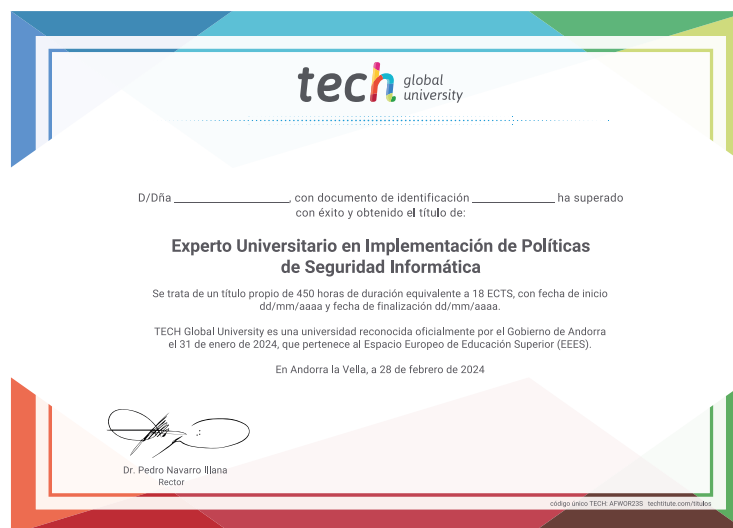 tech global university
D/Dña ____________________, con documento de identificación ______________ ha superado
con éxito y obtenido el título de:
Experto Universitario en Implementación de Políticas
de Seguridad Informática
Se trata de un título propio de 450 horas de duración equivalente a 18 ECTS, con fecha de inicio
dd/mm/aaaa y fecha de finalización dd/mm/aaaa.
TECH Global University es una universidad reconocida oficialmente por el Gobierno de Andorra
el 31 de enero de 2024, que pertenece al Espacio Europeo de Educación Superior (EEES).
En Andorra la Vella, a 28 de febrero de 2024
Dr. Pedro Navarro Illana
Rector
código único TECH: AFWOR23S techtitute.com/titulos